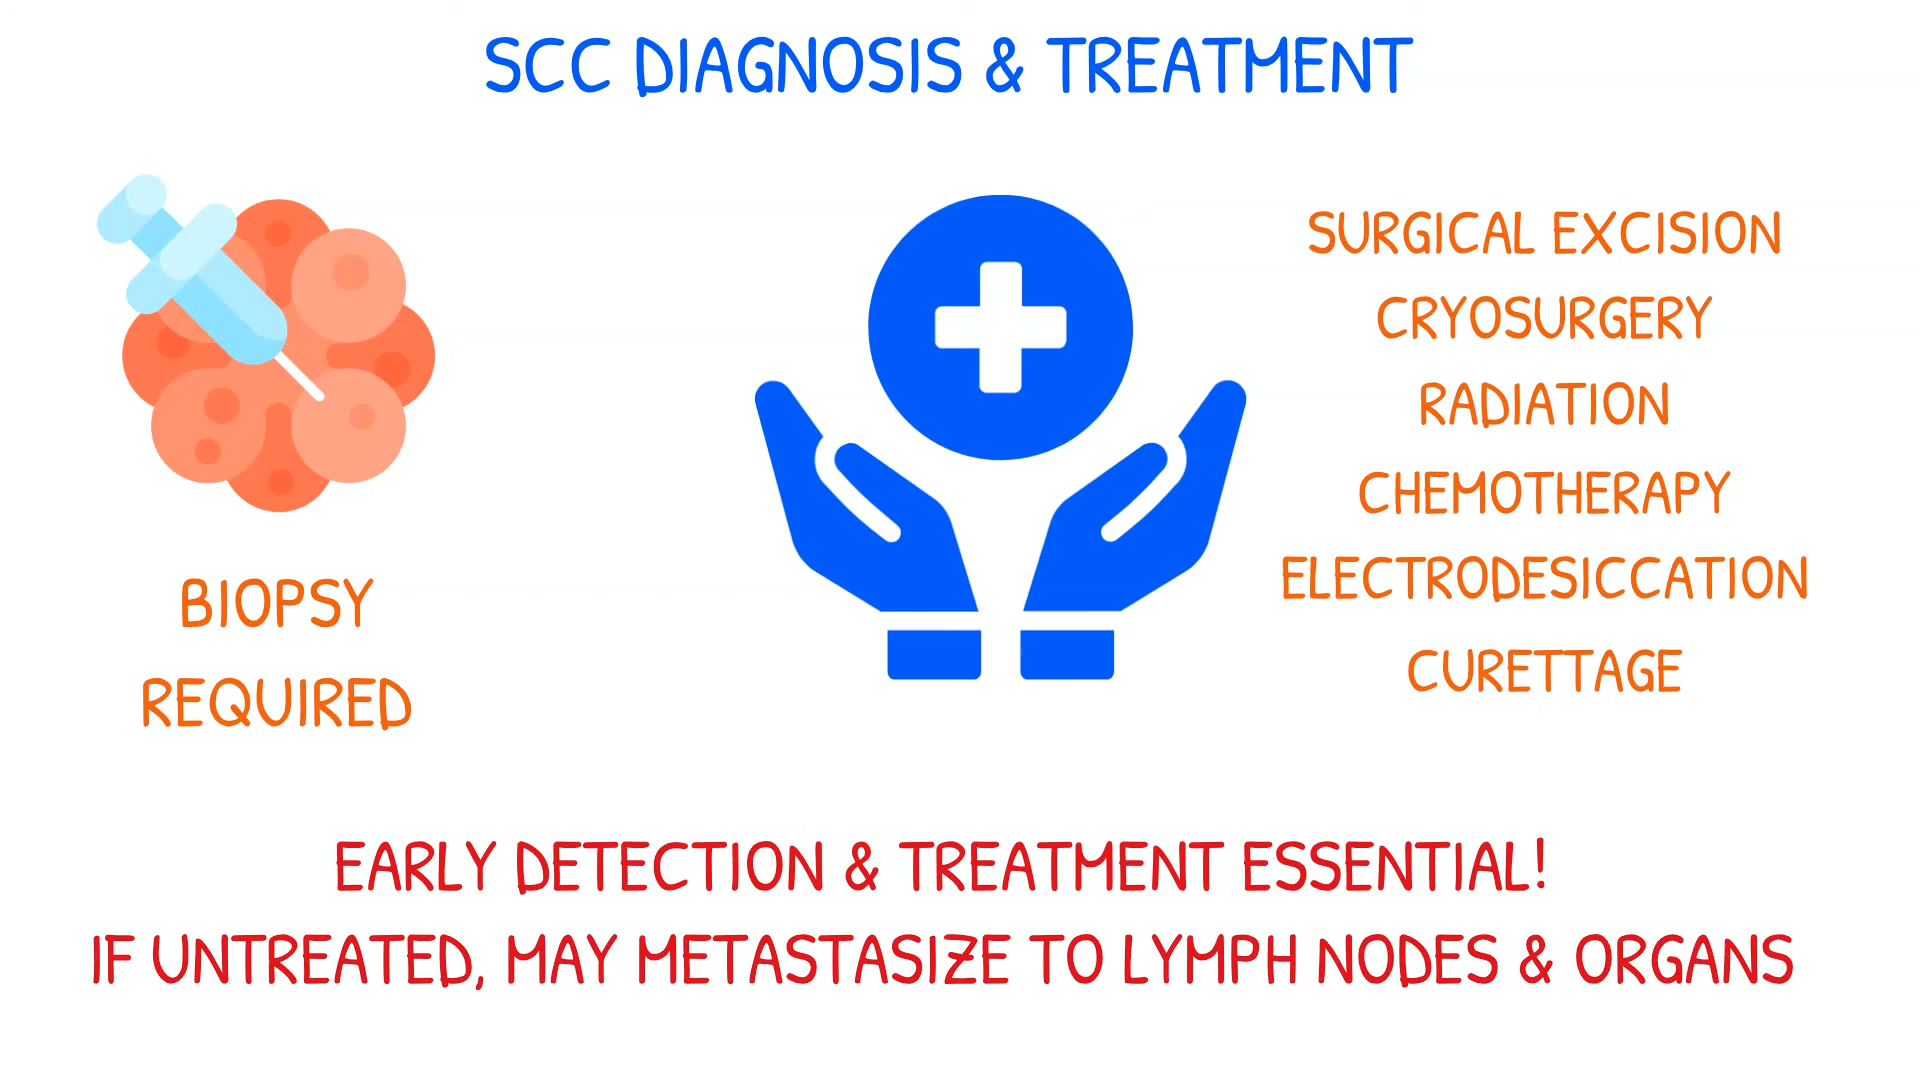 SCC DIAGNOSIS & TREATMENT
BIOPSY
REQUIRED
SURGICAL EXCISION
CRYOSURGERY
RADIATION
CHEMOTHERAPY
ELECTRODESICCATION
CURETTAGE
EARLY DETECTION & TREATMENT ESSENTIAL!
IF UNTREATED, MAY METASTASIZE TO LYMPH NODES & ORGANS